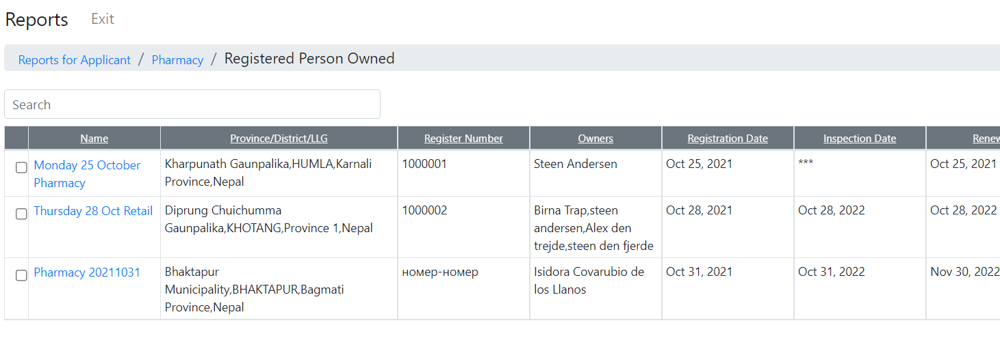 Reports Exit
Reports for Applicant / Pharmacy / Registered Person Owned
Search
Name Province/District/LLG Register Number Owners Registration Date Inspection Date Renew
Monday 25 October Pharmacy Kharpunath Gaunpalika,HUMLA,Karnali Province,Nepal 1000001 Steen Andersen Oct 25, 2021 *** Oct 25, 2021
Thursday 28 Oct Retail Diprung Chuichumma Gaunpalika,KHOTANG,Province 1,Nepal 1000002 Birna Trap,steen andersen,Alex den trejde,steen den fjerde Oct 28, 2021 Oct 28, 2022 Oct 28, 2022
Pharmacy 20211031 Bhaktapur Municipality,BHAKTAPUR,Bagmati Province,Nepal номер-номер Isidora Covarubio de los Llanos Oct 31, 2021 Oct 31, 2022 Nov 30, 2022